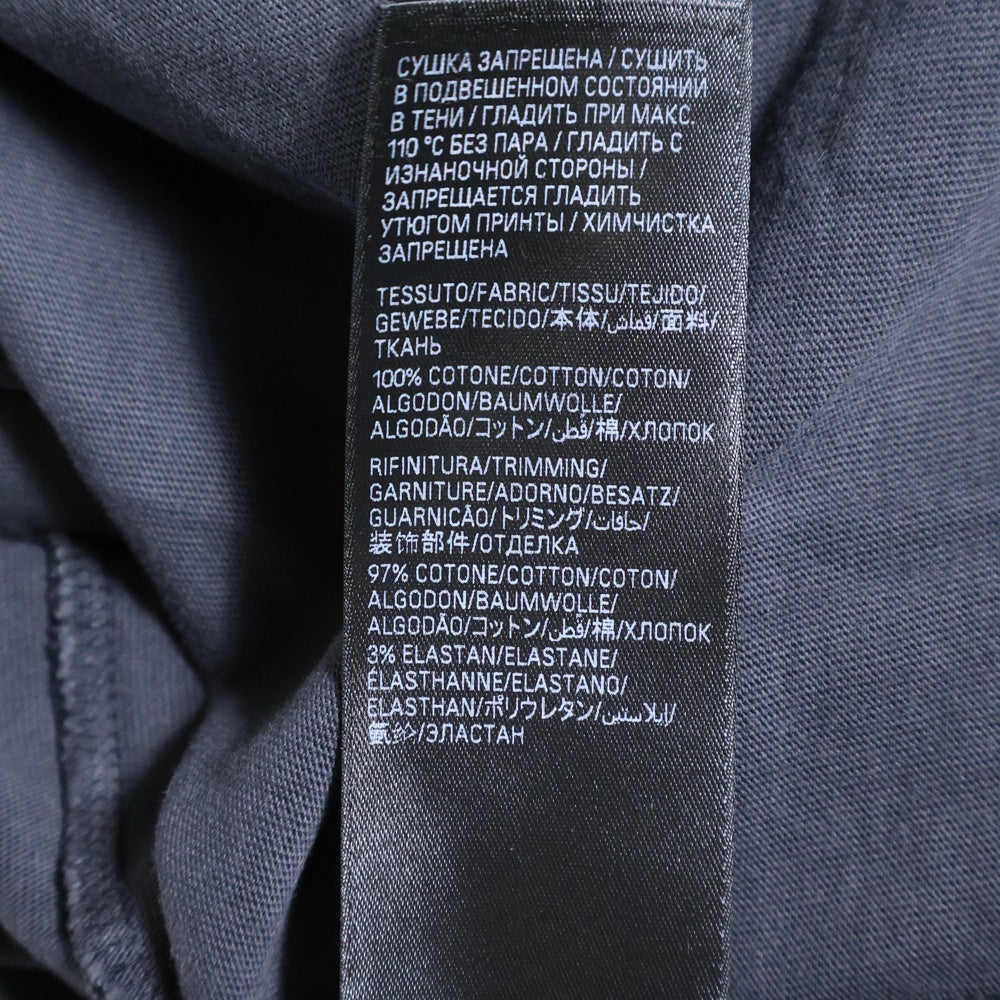 СУШКА ЗАПРЕЩЕНА / СУШИТЬ
В ПОДВЕШЕННОМ СОСТОЯНИИ
В ТЕНИ / ГЛАДИТЬ ПРИ МАКС.
110 °C БЕЗ ПАРА / ГЛАДИТЬ С
ИЗНАНОЧНОЙ СТОРОНЫ /
ЗАПРЕЩАЕТСЯ ГЛАДИТЬ
УТЮГОМ ПРИНТЫ / ХИМЧИСТКА
ЗАПРЕЩЕНА
TESSUTO/FABRIC/TISSU/TEJIDO/
GEWEBE/TECIDO/本体/قماش/面料/
ТКАНЬ
100% COTONE/COTTON/COTON/
ALGODON/BAUMWOLLE/
ALGODÃO/コットン/قطن/棉/ХЛОПОК
RIFINITURA/TRIMMING/
GARNITURE/ADORNO/BESATZ/
GUARNICÃO/トリミング/حافات/
装饰部件/ОТДЕЛКА
97% COTONE/COTTON/COTON/
ALGODON/BAUMWOLLE/
ALGODÃO/コットン/قطن/棉/ХЛОПОК
3% ELASTAN/ELASTANE/
ÉLASTHANNE/ELASTANO/
ELASTHAN/ポリウレタン/إيلاستين/
氨纶/ЭЛАСТАН